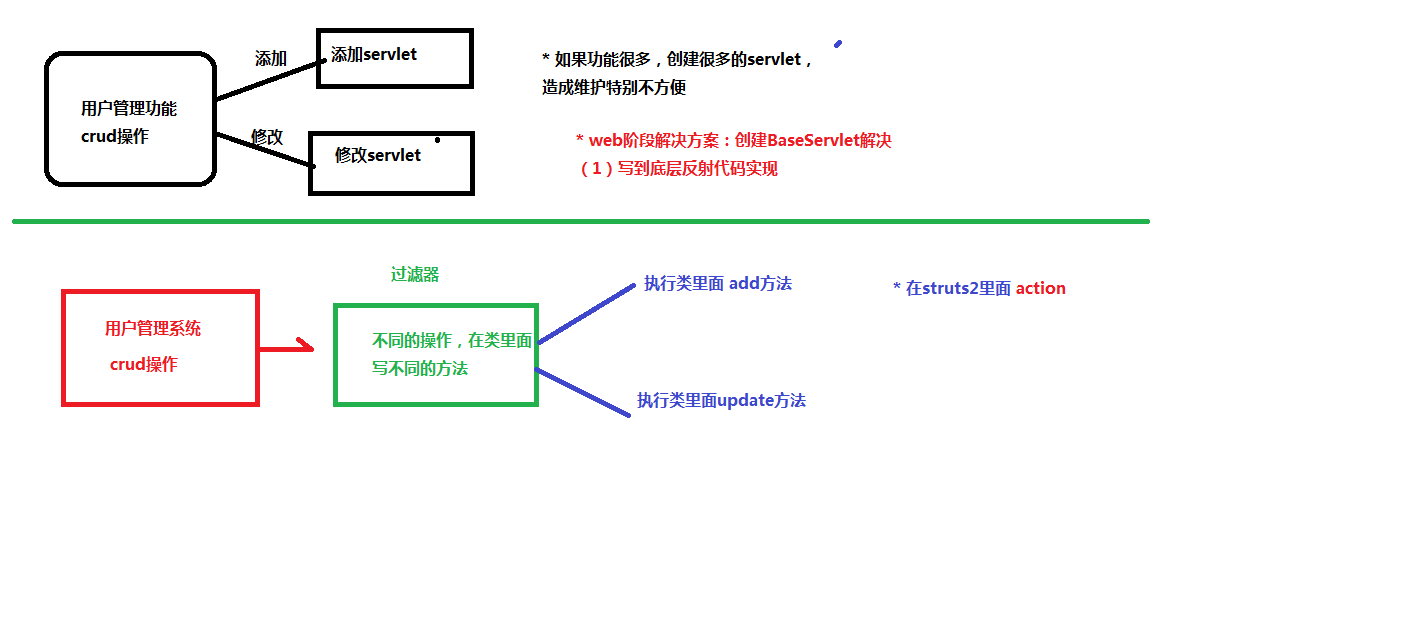 添加
添加servlet
用户管理功能
crud操作
修改
修改servlet
* 如果功能很多，创建很多的servlet，
造成维护特别不方便
* web阶段解决方案：创建BaseServlet解决
（1）写到底层反射代码实现
过滤器
用户管理系统
crud操作
不同的操作，在类里面
写不同的方法
执行类里面 add方法
执行类里面update方法
* 在struts2里面 action